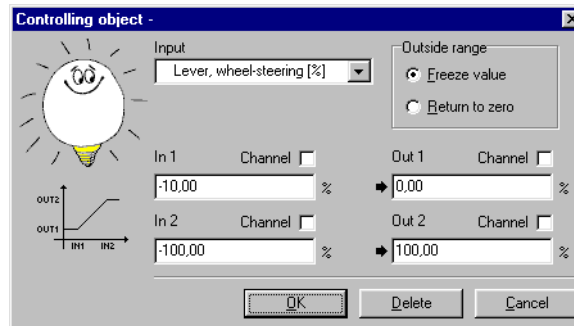 Controlling object -
Input
Lever, wheel-steering [%]
Outside range
Freeze value
Return to zero
In 1 Channel
Out 1 Channel
-10,00 %
0,00 %
In 2 Channel
Out 2 Channel
-100,00 %
100,00 %
OUT2
OUT1
IN1 IN2
OK Delete Cancel